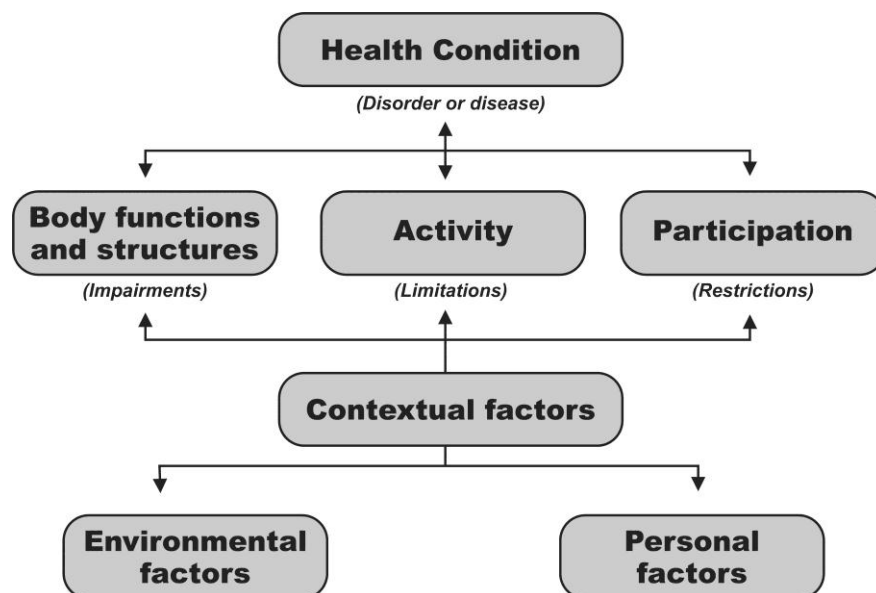 Health Condition
(Disorder or disease)
Body functions
and structures
Activity
Participation
(Impairments)
(Limitations)
(Restrictions)
Contextual factors
Environmental
factors
Personal
factors